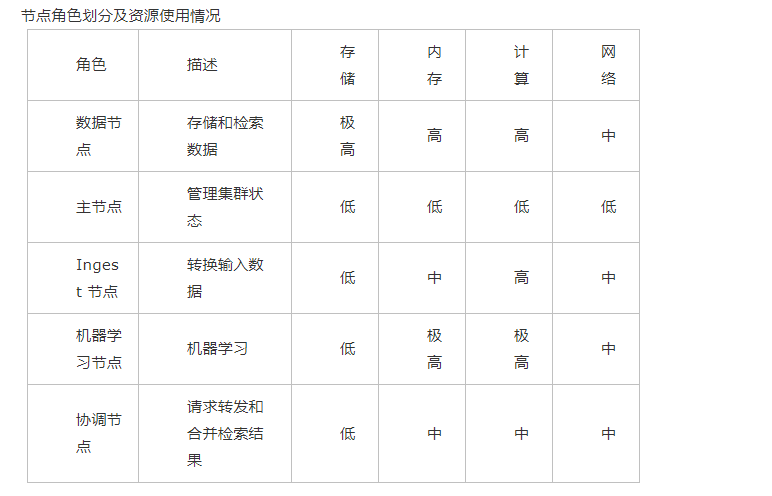 节点角色划分及资源使用情况
角色
描述
存
储
内
存
计
算
网
络
数据节
点
存储和检索
数据
极
高
高
高
中
主节点
管理集群状
态
低
低
低
低
Inges
t 节点
转换输入数
据
低
中
高
中
机器学
习节点
机器学习
低
极
高
极
高
中
协调节
点
请求转发和
合并检索结
果
低
中
中
中